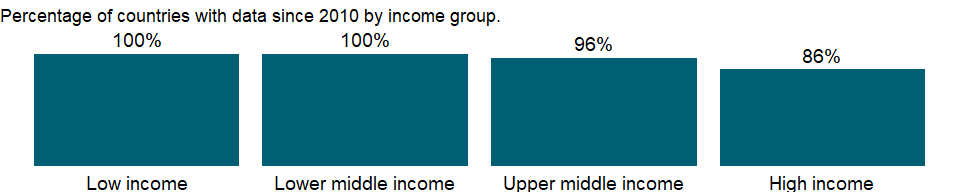 Percentage of countries with data since 2010 by income group.
100% 100% 96% 86%
Low income Lower middle income Upper middle income High income